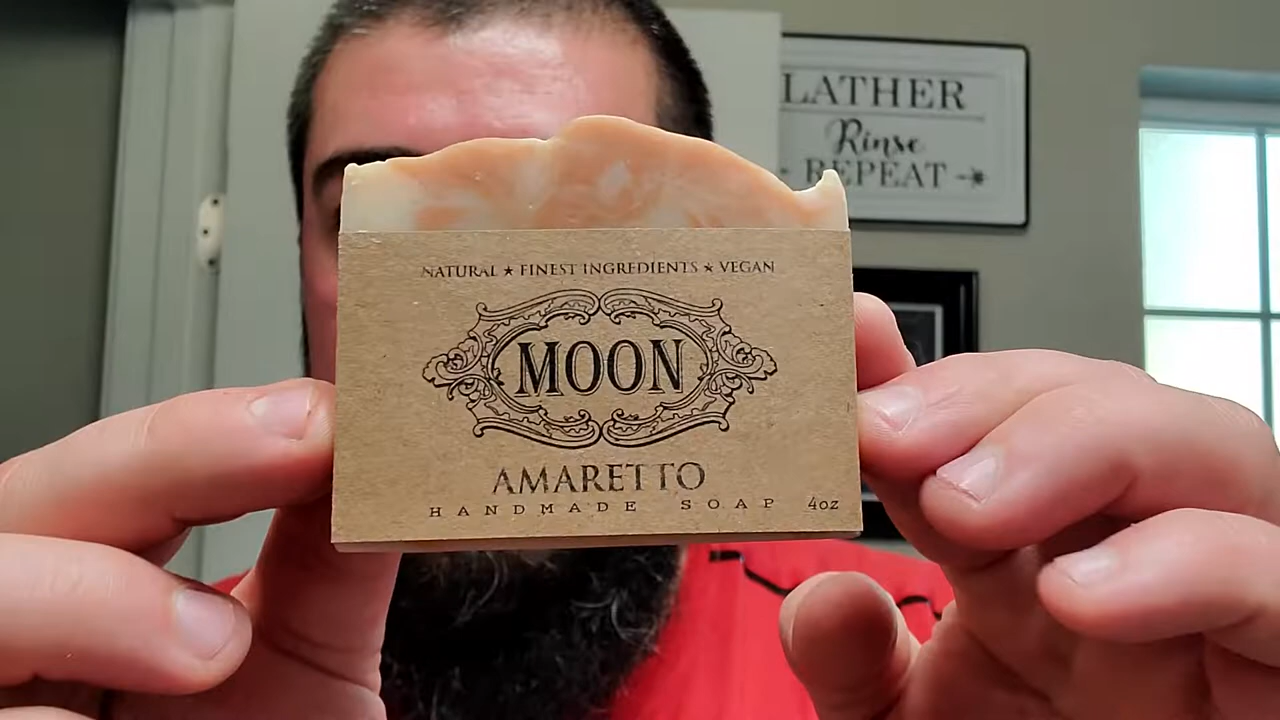 LATHER
Rinse
REPEAT
NATURAL ★ FINEST INGREDIENTS ★ VEGAN
MOON
AMARETTO
HANDMADE SOAP 4oz